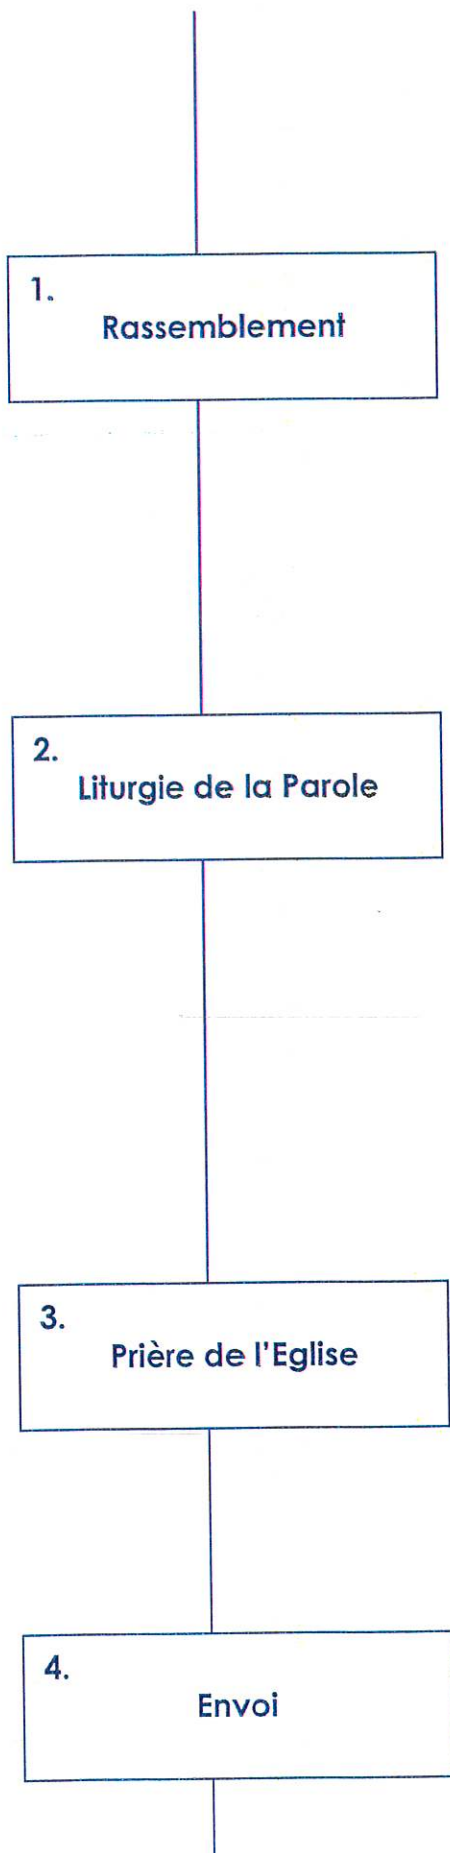 1.
Rassemblement
2.
Liturgie de la Parole
3.
Prière de l'Eglise
4.
Envoi